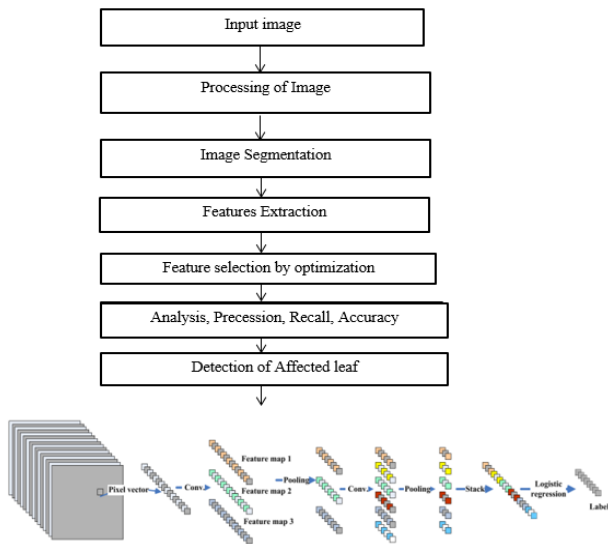 Input image
Processing of Image
Image Segmentation
Features Extraction
Feature selection by optimization
Analysis, Precession, Recall, Accuracy
Detection of Affected leaf
Pixel vector
Conv.
Feature map 1
Feature map 2
Feature map 3
Pooling
Conv.
Pooling
Stack
Logistic
regression
Label